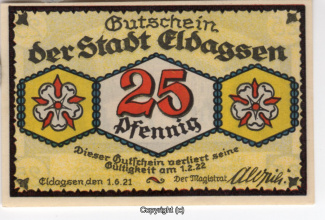 Gutschein
der Stadt Eldagsen
25
Pfennig
Dieser Gutschein verliert seine
Gültigkeit am 1.2.22
Eldagsen, den 1.6.21 Der Magistrat:
Copyright (c)